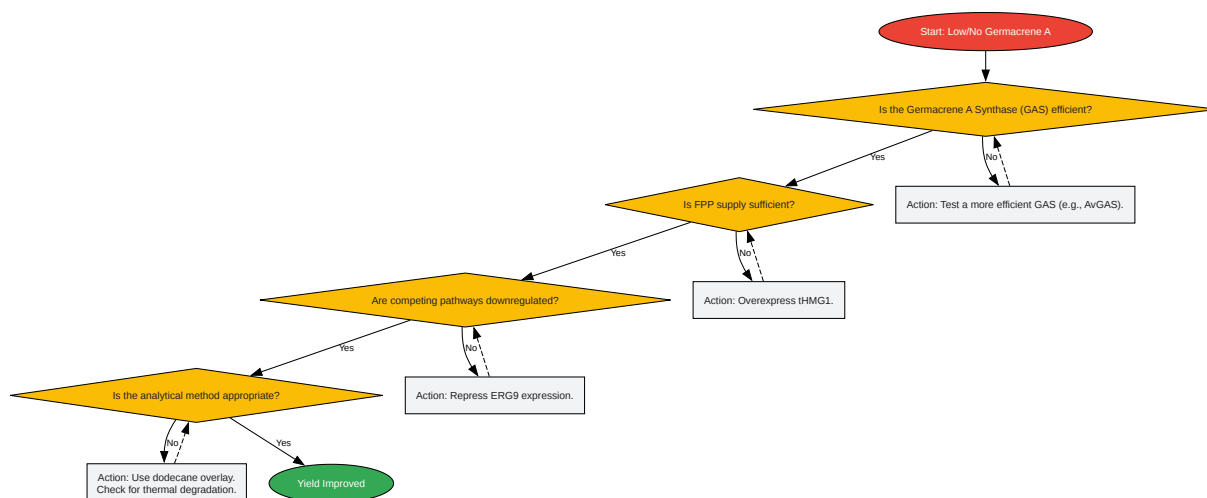 Start: Low/No Germacrene A
Is the Germacrene A Synthase (GAS) efficient?
Yes
No
Action: Test a more efficient GAS (e.g., AvGAS).
Is FPP supply sufficient?
Yes
No
Action: Overexpress tHMG1.
Are competing pathways downregulated?
Yes
No
Action: Repress ERG9 expression.
Is the analytical method appropriate?
No
Yes
Action: Use dodecane overlay.
Check for thermal degradation.
Yield Improved